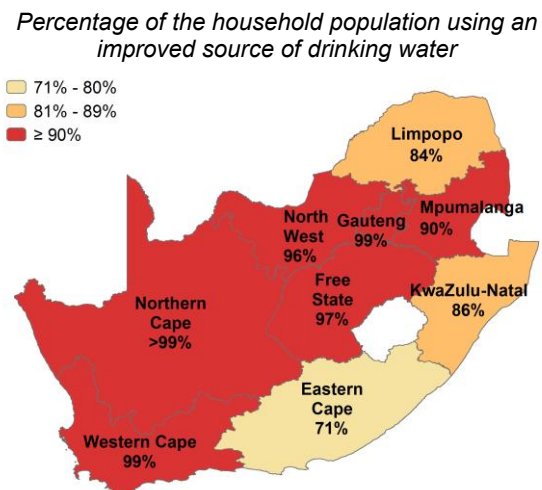 Percentage of the household population using an
improved source of drinking water
71% - 80%
81% - 89%
≥ 90%
Limpopo
84%
North
West
96%
Gauteng
99%
Mpumalanga
90%
Free
State
97%
KwaZulu-Natal
86%
Northern
Cape
>99%
Eastern
Cape
71%
Western Cape
99%